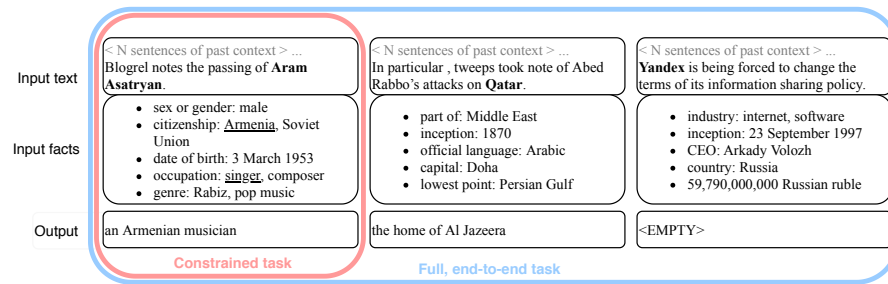 Input text
< N sentences of past context > ...
Blogrel notes the passing of Aram
Asatryan.
< N sentences of past context > ...
In particular , tweeps took note of Abed
Rabbo's attacks on Qatar.
< N sentences of past context > ...
Yandex is being forced to change the
terms of its information sharing policy.
Input facts
• sex or gender: male
• citizenship: Armenia, Soviet
Union
• date of birth: 3 March 1953
• occupation: singer, composer
• genre: Rabiz, pop music
• part of: Middle East
• inception: 1870
• official language: Arabic
• capital: Doha
• lowest point: Persian Gulf
• industry: internet, software
• inception: 23 September 1997
• CEO: Arkady Volozh
• country: Russia
• 59,790,000,000 Russian ruble
Output
an Armenian musician
the home of Al Jazeera
<EMPTY>
Constrained task
Full, end-to-end task